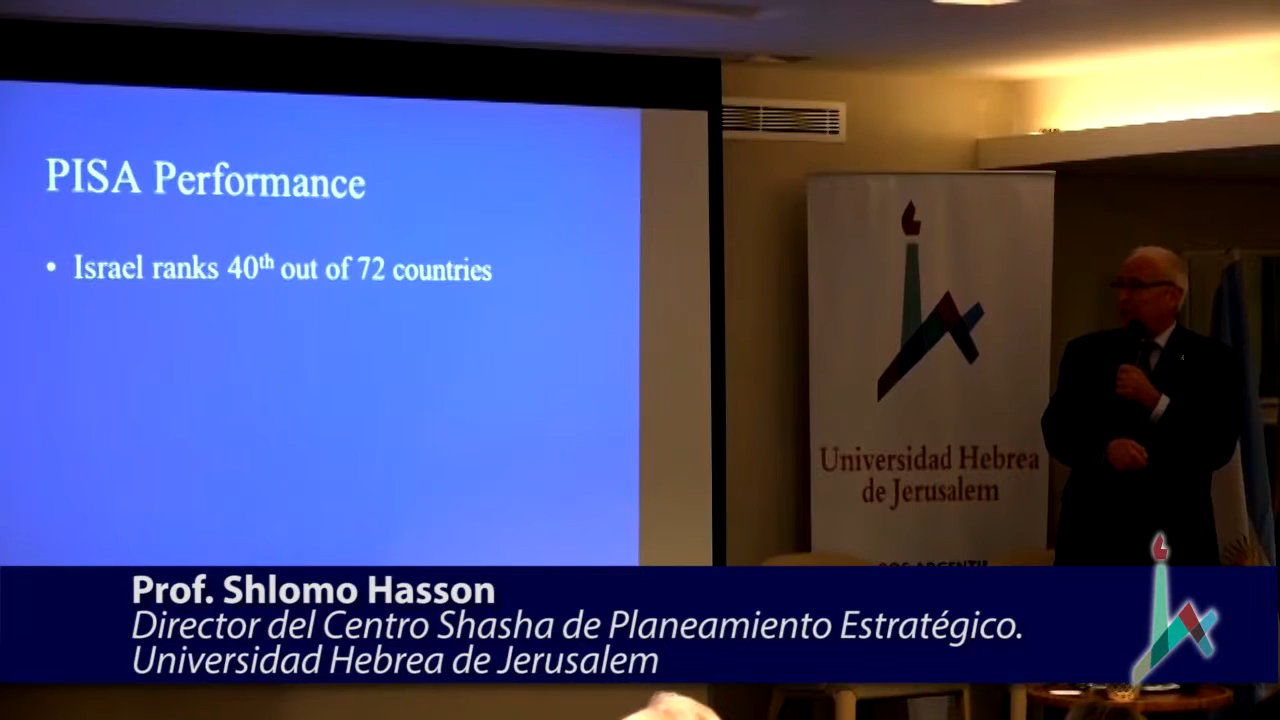 PISA Performance
• Israel ranks 40th out of 72 countries
Universidad Hebrea
de Jerusalem
Prof. Shlomo Hasson
Director del Centro Shasha de Planeamiento Estratégico.
Universidad Hebrea de Jerusalem